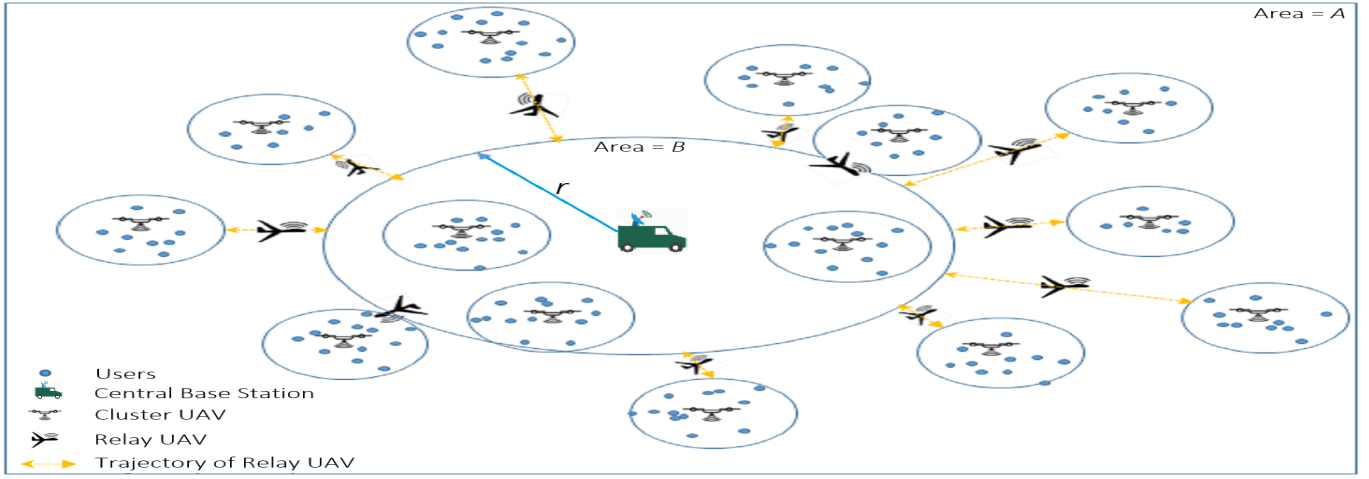 Area = A
Area = B
r
Users
Central Base Station
Cluster UAV
Relay UAV
Trajectory of Relay UAV